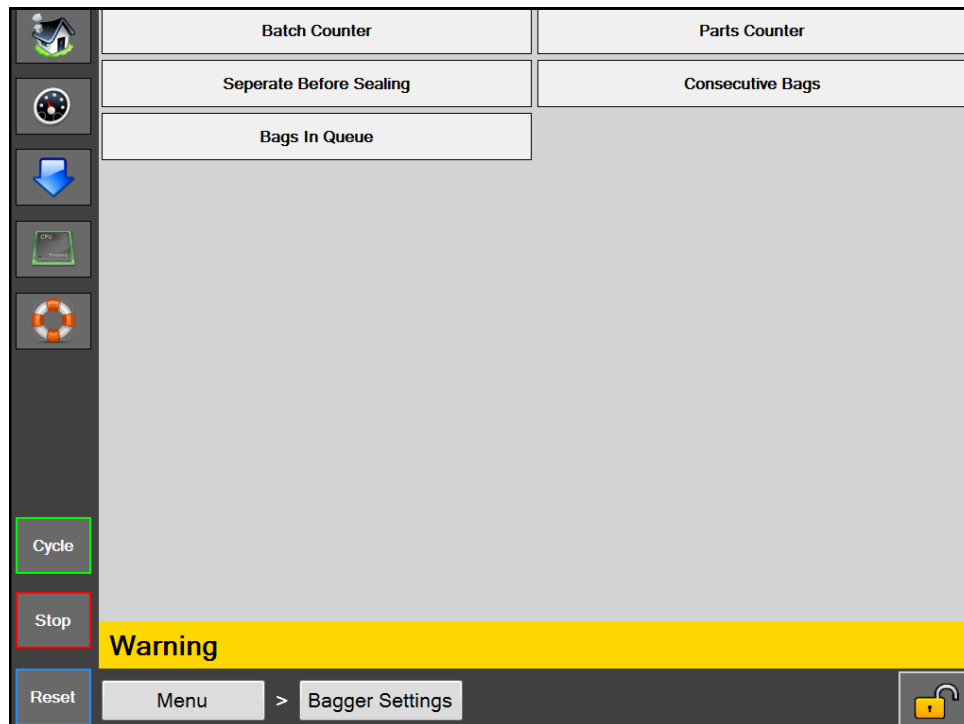 Batch Counter
Parts Counter
Seperate Before Sealing
Consecutive Bags
Bags In Queue
CPU
Cycle
Stop
Warning
Reset
Menu > Bagger Settings